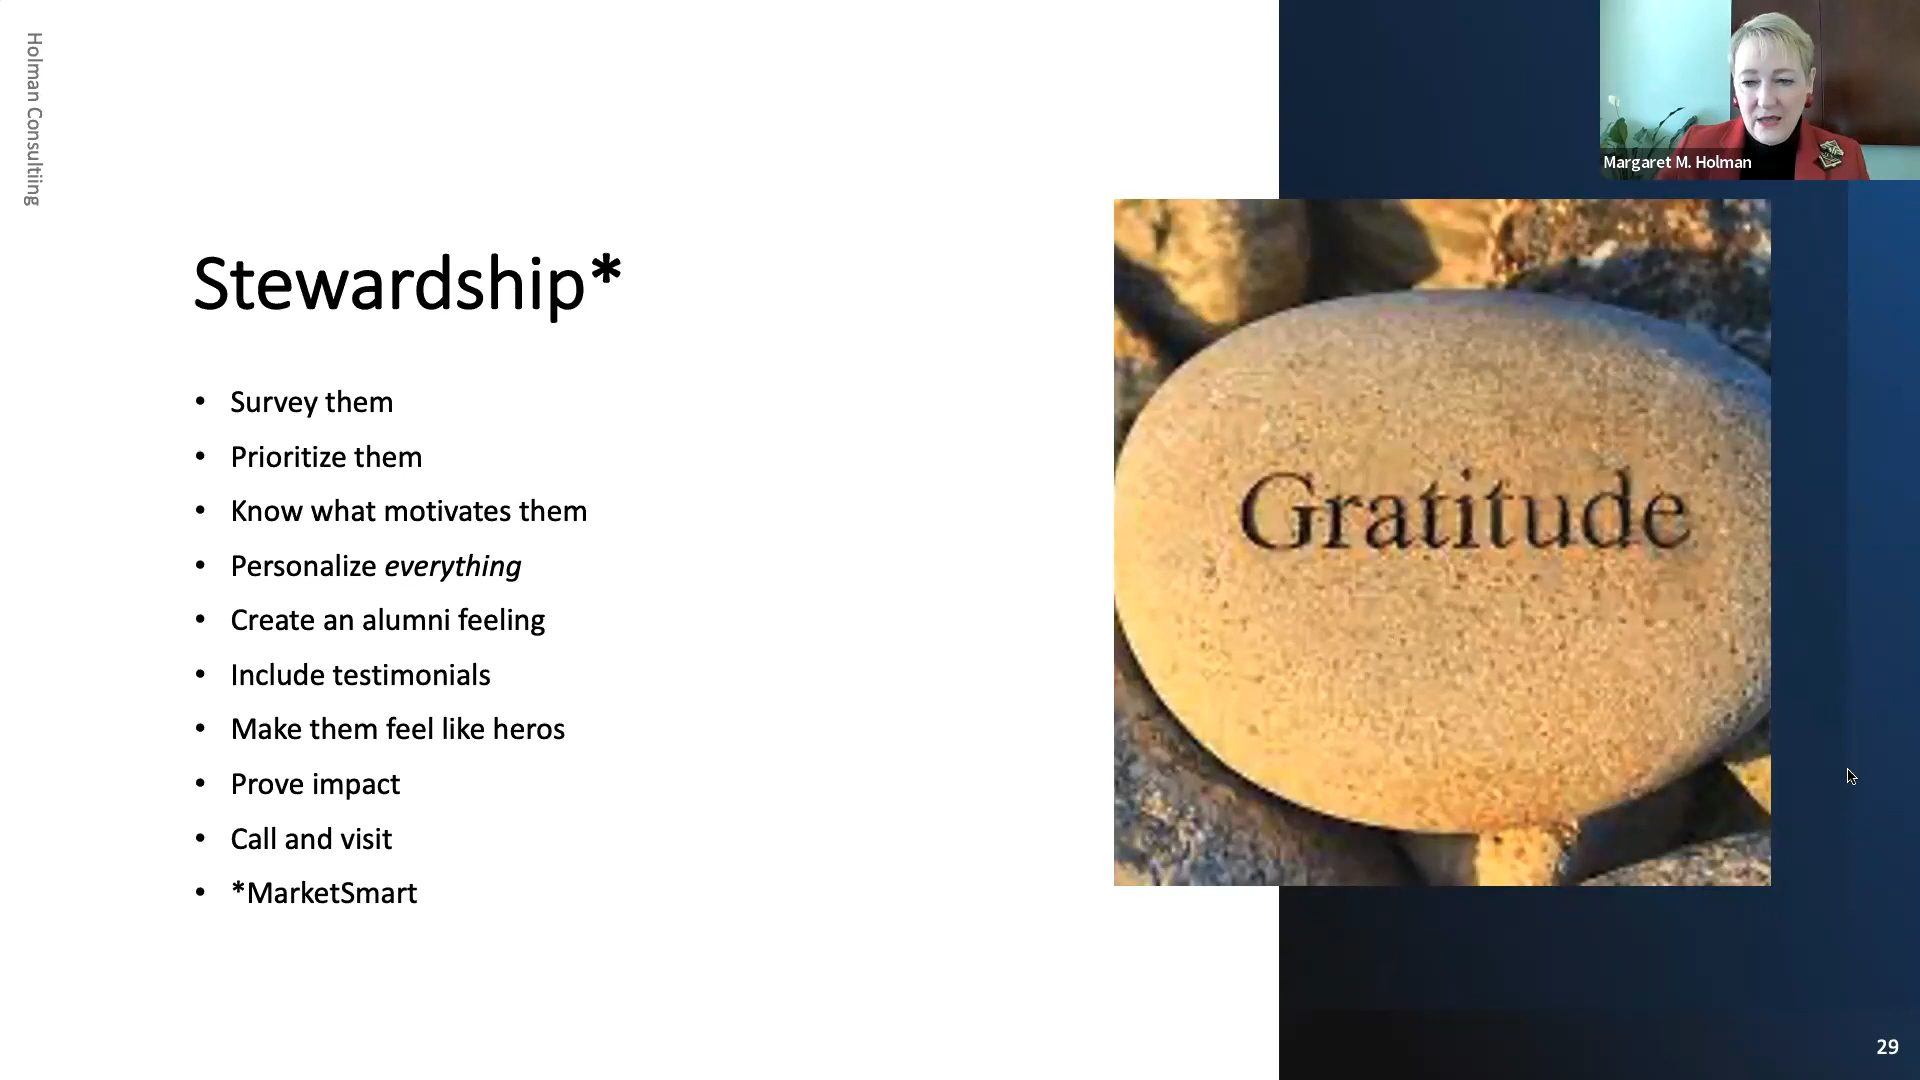 Holman Consultiing
Margaret M. Holman
Stewardship*
• Survey them
• Prioritize them
• Know what motivates them
• Personalize everything
• Create an alumni feeling
• Include testimonials
• Make them feel like heros
• Prove impact
• Call and visit
• *MarketSmart
Gratitude
29